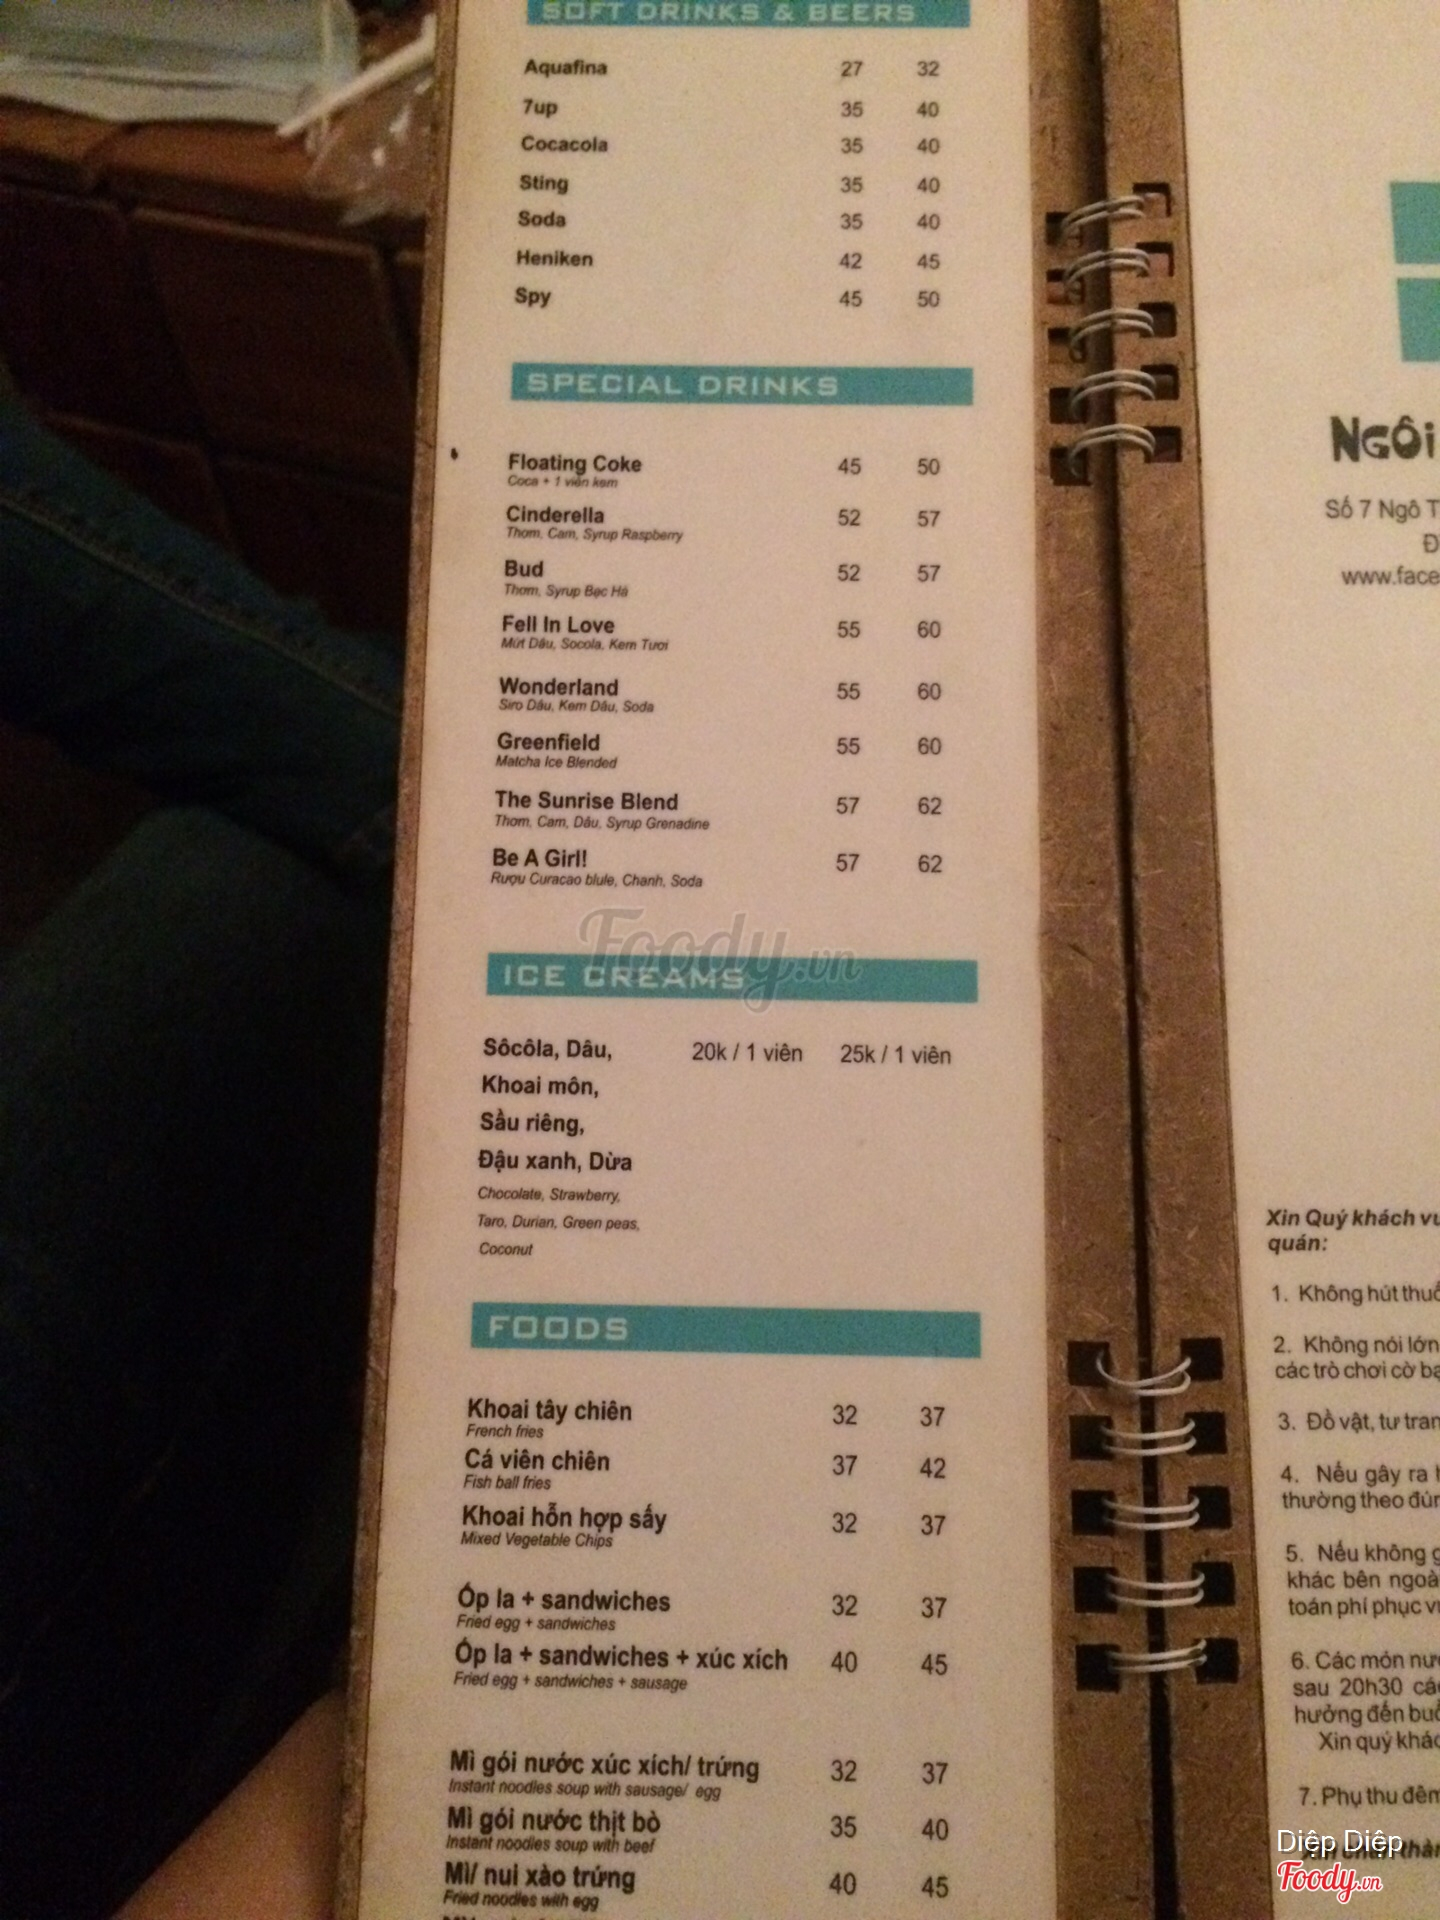 SOFT DRINKS & BEERS
Aquafina 27 32
7up 35 40
Cocacola 35 40
Sting 35 40
Soda 35 40
Heniken 42 45
Spy 45 50
SPECIAL DRINKS
Floating Coke 45 50
Coca + 1 viên kem
Cinderella 52 57
Thơm, Cam, Syrup Raspberry
Bud 52 57
Thơm, Syrup Bạc Hà
Fell In Love 55 60
Mứt Dâu, Socola, Kem Tươi
Wonderland 55 60
Siro Dâu, Kem Dâu, Soda
Greenfield 55 60
Matcha Ice Blended
The Sunrise Blend 57 62
Thơm, Cam, Dâu, Syrup Grenadine
Be A Girl! 57 62
Rượu Curacao blule, Chanh, Soda
Foody.vn
ICE CREAMS
Sôcôla, Dâu, 20k / 1 viên 25k / 1 viên
Khoai môn,
Sầu riêng,
Đậu xanh, Dừa
Chocolate, Strawberry,
Taro, Durian, Green peas,
Coconut
FOODS
Khoai tây chiên 32 37
French fries
Cá viên chiên 37 42
Fish ball fries
Khoai hỗn hợp sấy 32 37
Mixed Vegetable Chips
Ốp la + sandwiches 32 37
Fried egg + sandwiches
Ốp la + sandwiches + xúc xích 40 45
Fried egg + sandwiches + sausage
Mì gói nước xúc xích/ trứng 32 37
Instant noodles soup with sausage/ egg
Mì gói nước thịt bò 35 40
Instant noodles soup with beef
Mì/ nui xào trứng 40 45
Fried noodles with egg
NGÔi
Số 7 Ngô T
Đ
www.face
Xin Quý khách vu
quán:
1. Không hút thuố
2. Không nói lớn
các trò chơi cờ bạ
3. Đồ vật, tư tran
4. Nếu gây ra h
thường theo đún
5. Nếu không g
khác bên ngoà
toán phí phục v
6. Các món nướ
sau 20h30 cá
hưởng đến buổ
Xin quý khác
7. Phụ thu đêm
Diệp Diệp
Foody.vn